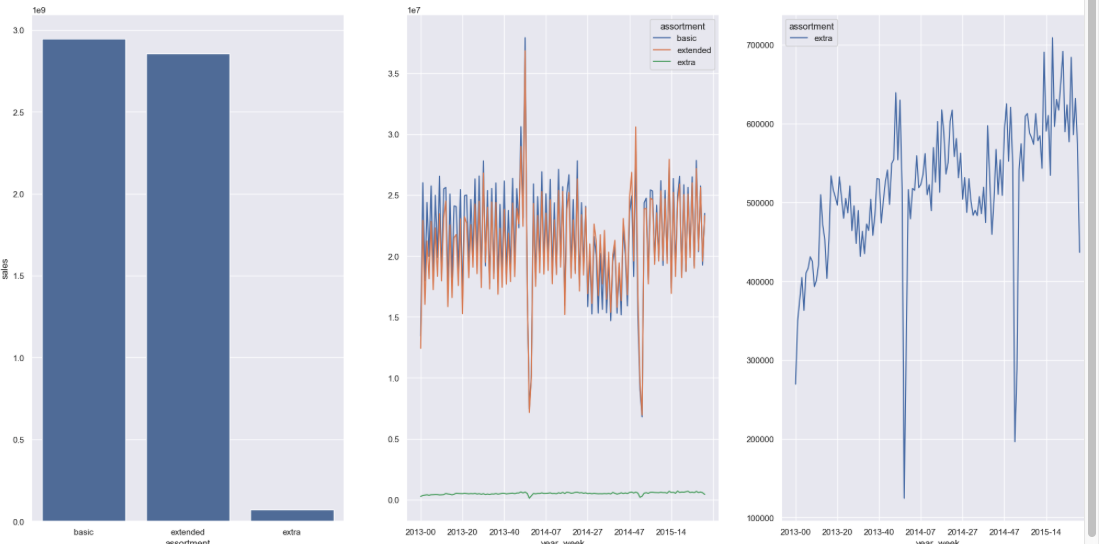 1e9
3.0
2.5
2.0
1.5
1.0
0.5
0.0
sales
basic extended extra
assortment
1e7
assortment
basic
extended
extra
3.5
3.0
2.5
2.0
1.5
1.0
0.5
0.0
2013-00 2013-20 2013-40 2014-07 2014-27 2014-47 2015-14
year_week
assortment
extra
700000
600000
500000
400000
300000
200000
100000
2013-00 2013-20 2013-40 2014-07 2014-27 2014-47 2015-14
year_week